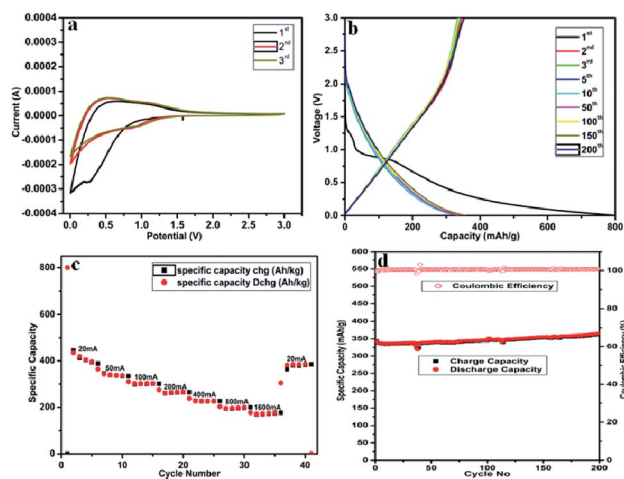 a
0.0004
0.0003
0.0002
0.0001
0.0000
-0.0001
-0.0002
-0.0003
-0.0004
Current (A)
1st
2nd
3rd
0.0 0.5 1.0 1.5 2.0 2.5 3.0
Potential (V)
b
3.0
2.5
2.0
1.5
1.0
0.5
0.0
Voltage (V)
1st
2nd
3rd
5th
10th
50th
100th
150th
200th
0 200 400 600 800
Capacity (mAh/g)
c
800
600
400
200
0
Specific Capacity
specific capacity chg (Ah/kg)
specific capacity Dchg (Ah/kg)
20mA
50mA
100mA
200mA
400mA
800mA
1600mA
20mA
0 10 20 30 40
Cycle Number
d
600
550
500
450
400
350
300
250
200
150
100
50
0
Specific Capacity (mAh/g)
Coulombic Efficiency
Charge Capacity
Discharge Capacity
100
80
60
40
20
0
Coulombic Efficiency (%)
0 50 100 150 200
Cycle No